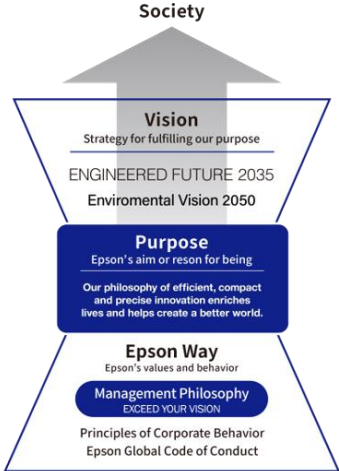 Society
Vision
Strategy for fulfilling our purpose
ENGINEERED FUTURE 2035
Enviromental Vision 2050
Purpose
Epson's aim or reson for being
Our philosophy of efficient, compact
and precise innovation enriches
lives and helps create a better world.
Epson Way
Epson's values and behavior
Management Philosophy
EXCEED YOUR VISION
Principles of Corporate Behavior
Epson Global Code of Conduct